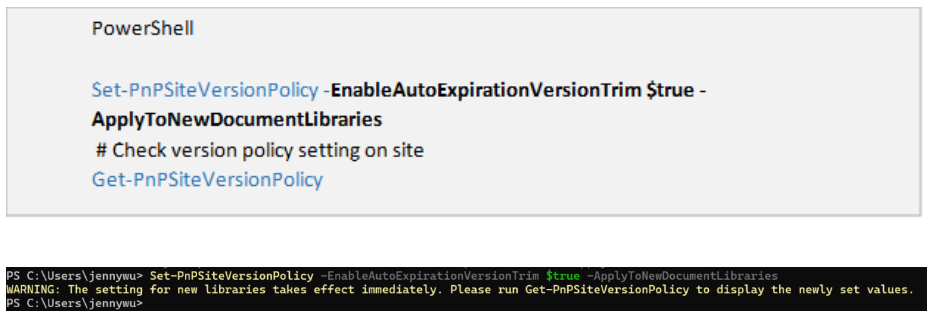 PowerShell
Set-PnPSiteVersionPolicy -EnableAutoExpirationVersionTrim $true -
ApplyToNewDocumentLibraries
# Check version policy setting on site
Get-PnPSiteVersionPolicy
PS C:\Users\jennywu> Set-PnPSiteVersionPolicy -EnableAutoExpirationVersionTrim $true -ApplyToNewDocumentLibraries
WARNING: The setting for new libraries takes effect immediately. Please run Get-PnPSiteVersionPolicy to display the newly set values.
PS C:\Users\jennywu>